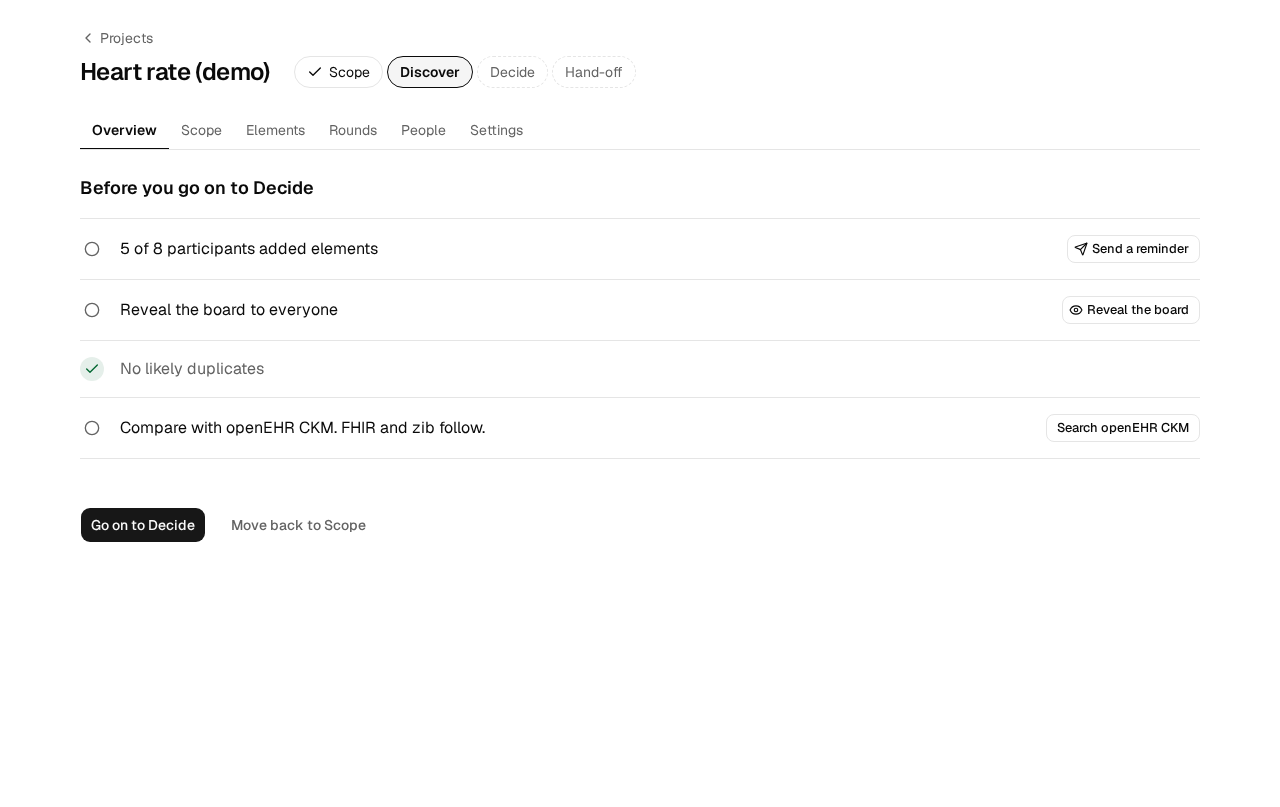 Projects
Heart rate (demo)
Scope
Discover
Decide
Hand-off
Overview
Scope
Elements
Rounds
People
Settings
Before you go on to Decide
5 of 8 participants added elements
Send a reminder
Reveal the board to everyone
Reveal the board
No likely duplicates
Compare with openEHR CKM. FHIR and zib follow.
Search openEHR CKM
Go on to Decide
Move back to Scope